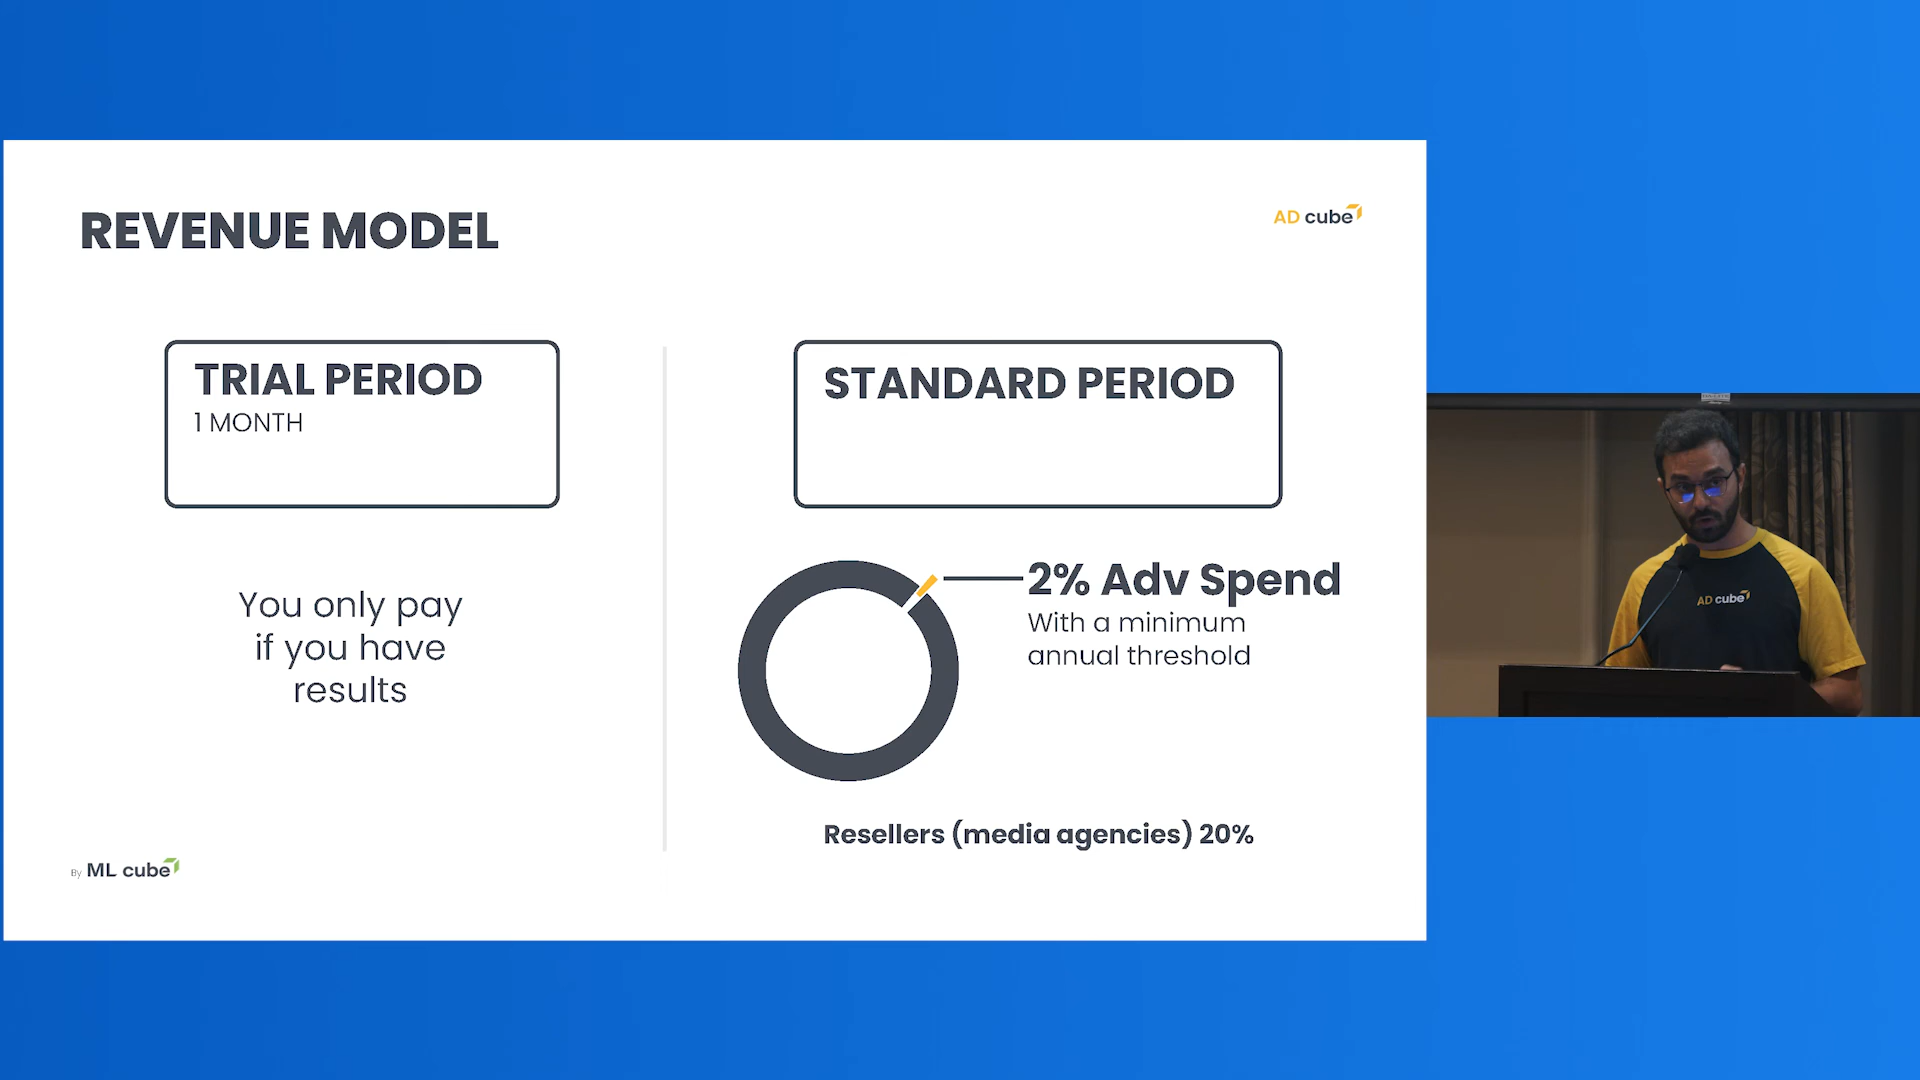 REVENUE MODEL
AD cube
TRIAL PERIOD
1 MONTH
You only pay
if you have
results
STANDARD PERIOD
2% Adv Spend
With a minimum
annual threshold
Resellers (media agencies) 20%
By ML cube
AD cube